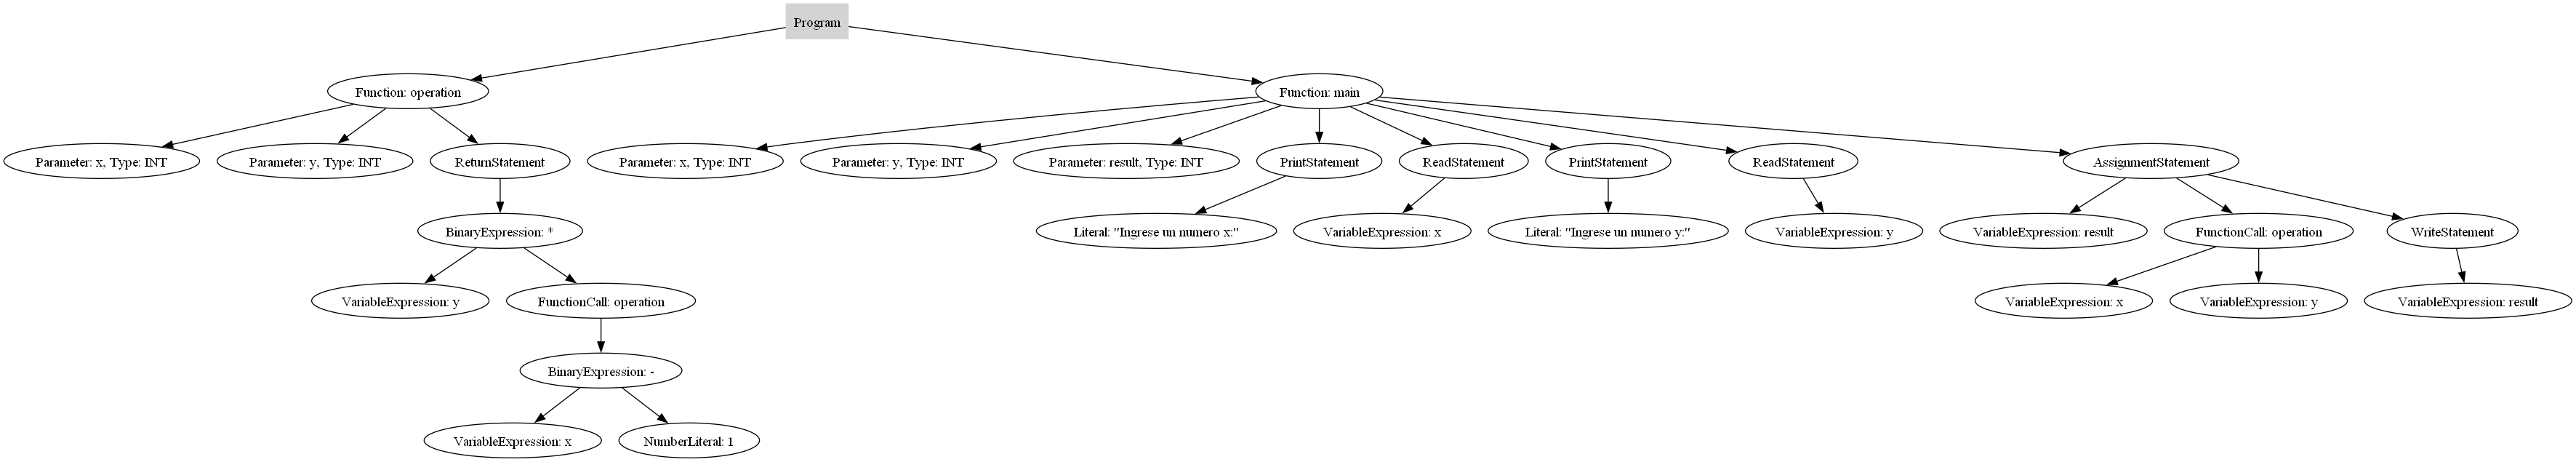 Program
Function: operation
Function: main
Parameter: x, Type: INT
Parameter: y, Type: INT
ReturnStatement
Parameter: x, Type: INT
Parameter: y, Type: INT
Parameter: result, Type: INT
PrintStatement
ReadStatement
PrintStatement
ReadStatement
AssignmentStatement
BinaryExpression: *
Literal: "Ingrese un numero x:"
VariableExpression: x
Literal: "Ingrese un numero y:"
VariableExpression: y
VariableExpression: result
FunctionCall: operation
WriteStatement
VariableExpression: y
FunctionCall: operation
VariableExpression: x
VariableExpression: y
VariableExpression: result
BinaryExpression: -
VariableExpression: x
NumberLiteral: 1